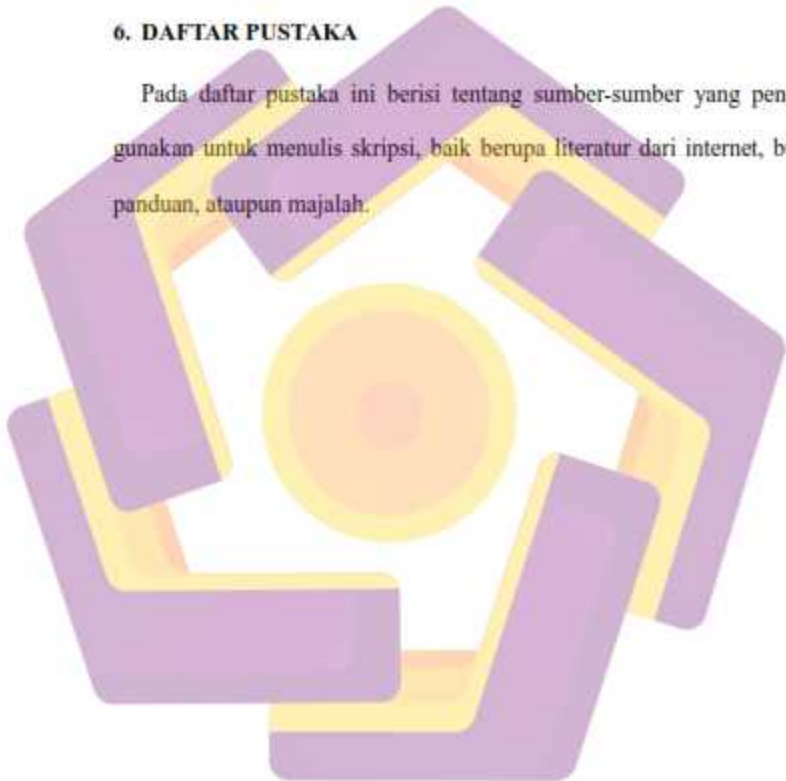 6. DAFTAR PUSTAKA
Pada daftar pustaka ini berisi tentang sumber-sumber yang pen
gunakan untuk menulis skripsi, baik berupa literatur dari internet, b
panduan, ataupun majalah.